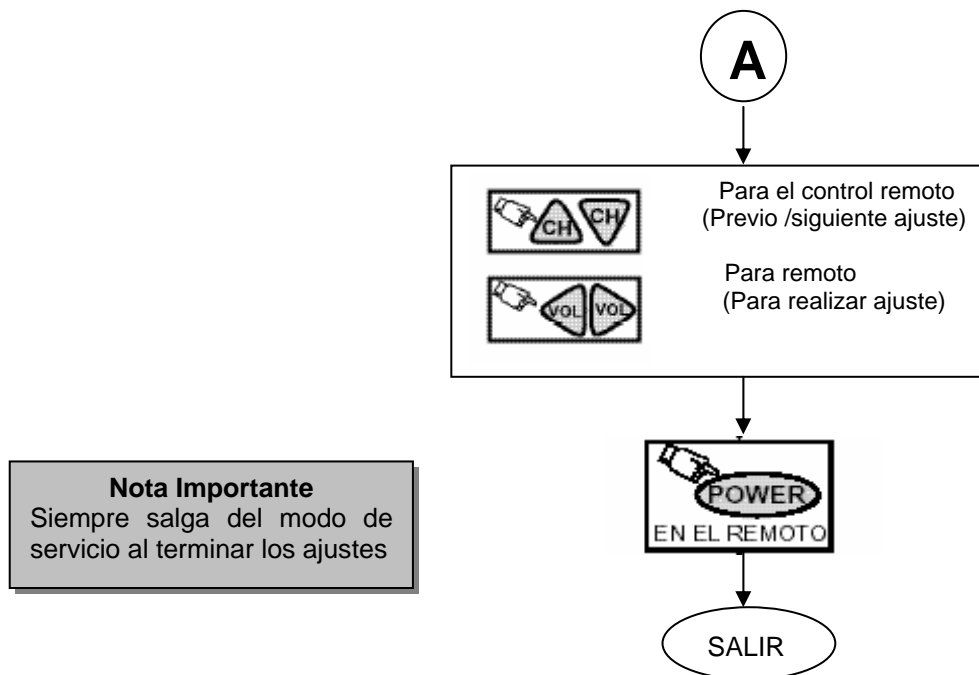 A
CH CH
Para el control remoto
(Previo /siguiente ajuste)
VOL VOL
Para remoto
(Para realizar ajuste)
POWER
EN EL REMOTO
Nota Importante
Siempre salga del modo de
servicio al terminar los ajustes
SALIR